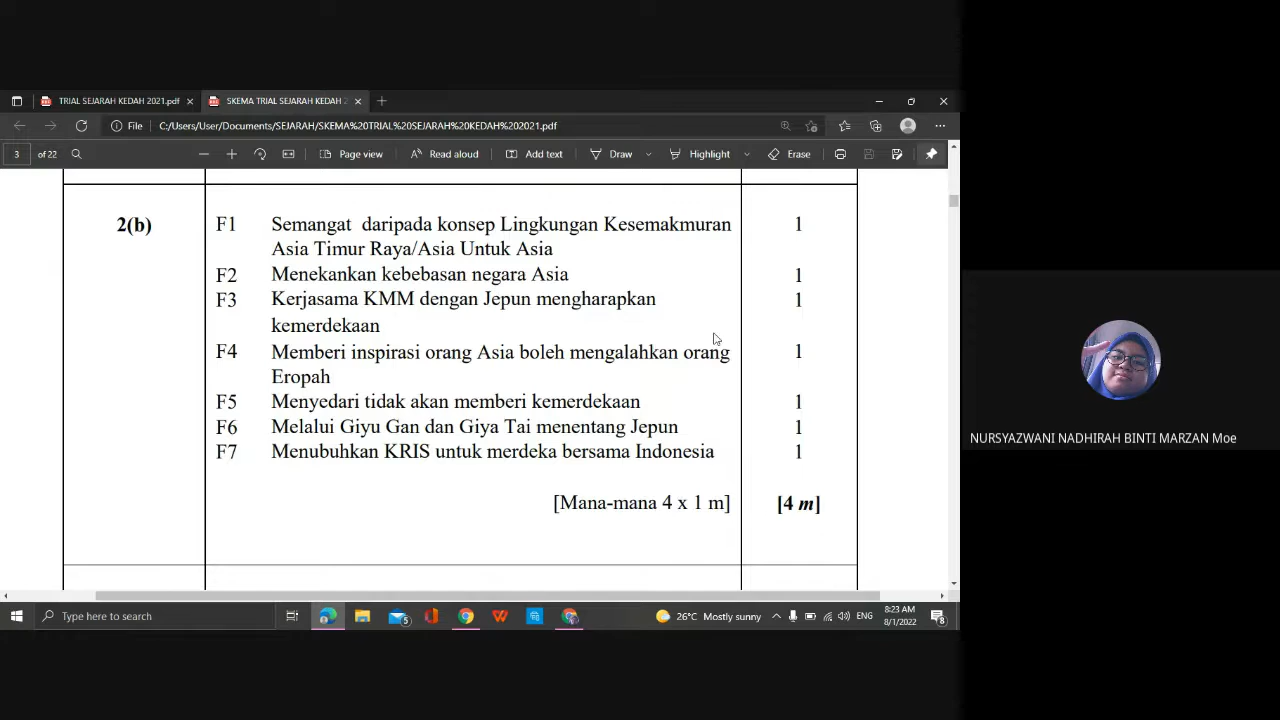 TRIAL SEJARAH KEDAH 2021.pdf
SKEMA TRIAL SEJARAH KEDAH 2
File
C:/Users/User/Documents/SEJARAH/SKEMA%20TRIAL%20SEJARAH%20KEDAH%202021.pdf
3 of 22
Page view
Read aloud
Add text
Draw
Highlight
Erase
2(b)
F1 Semangat daripada konsep Lingkungan Kesemakmuran 1
Asia Timur Raya/Asia Untuk Asia
F2 Menekankan kebebasan negara Asia 1
F3 Kerjasama KMM dengan Jepun mengharapkan 1
kemerdekaan
F4 Memberi inspirasi orang Asia boleh mengalahkan orang 1
Eropah
F5 Menyedari tidak akan memberi kemerdekaan 1
F6 Melalui Giyu Gan dan Giya Tai menentang Jepun 1
F7 Menubuhkan KRIS untuk merdeka bersama Indonesia 1
[Mana-mana 4 x 1 m] [4 m]
NURSYAZWANI NADHIRAH BINTI MARZAN Moe
Type here to search
5
26°C Mostly sunny
ENG
8:23 AM
8/1/2022
8